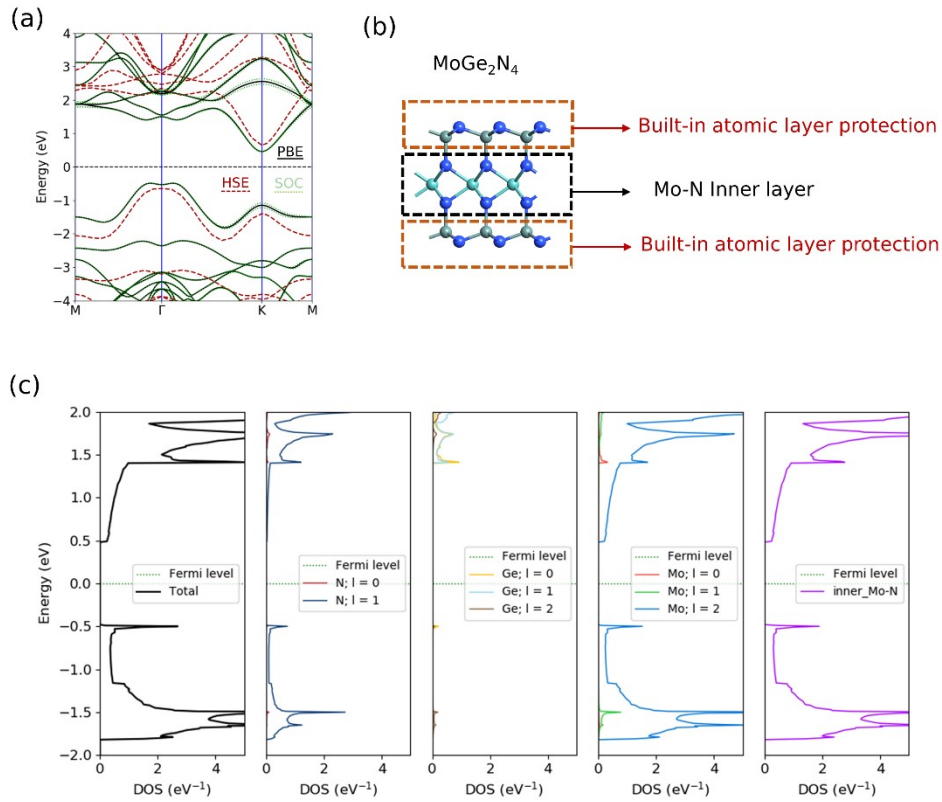 (a)
4
3
2
1
0
−1
−2
−3
−4
Energy (eV)
PBE
HSE
SOC
M
Γ
K
M
(b)
MoGe₂N₄
Built-in atomic layer protection
Mo-N Inner layer
Built-in atomic layer protection
(c)
2.0
1.5
1.0
0.5
0.0
−0.5
−1.0
−1.5
−2.0
Energy (eV)
Fermi level
Total
0 2 4
DOS (eV⁻¹)
Fermi level
N; l = 0
N; l = 1
0 2 4
DOS (eV⁻¹)
Fermi level
Ge; l = 0
Ge; l = 1
Ge; l = 2
0 2 4
DOS (eV⁻¹)
Fermi level
Mo; l = 0
Mo; l = 1
Mo; l = 2
0 2 4
DOS (eV⁻¹)
Fermi level
inner_Mo-N
0 2 4
DOS (eV⁻¹)